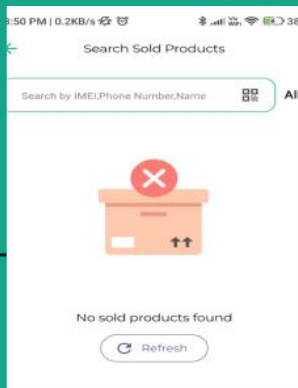 3:50 PM | 0.2KB/s
38
Search Sold Products
Search by IMEI,Phone Number,Name
All
No sold products found
Refresh